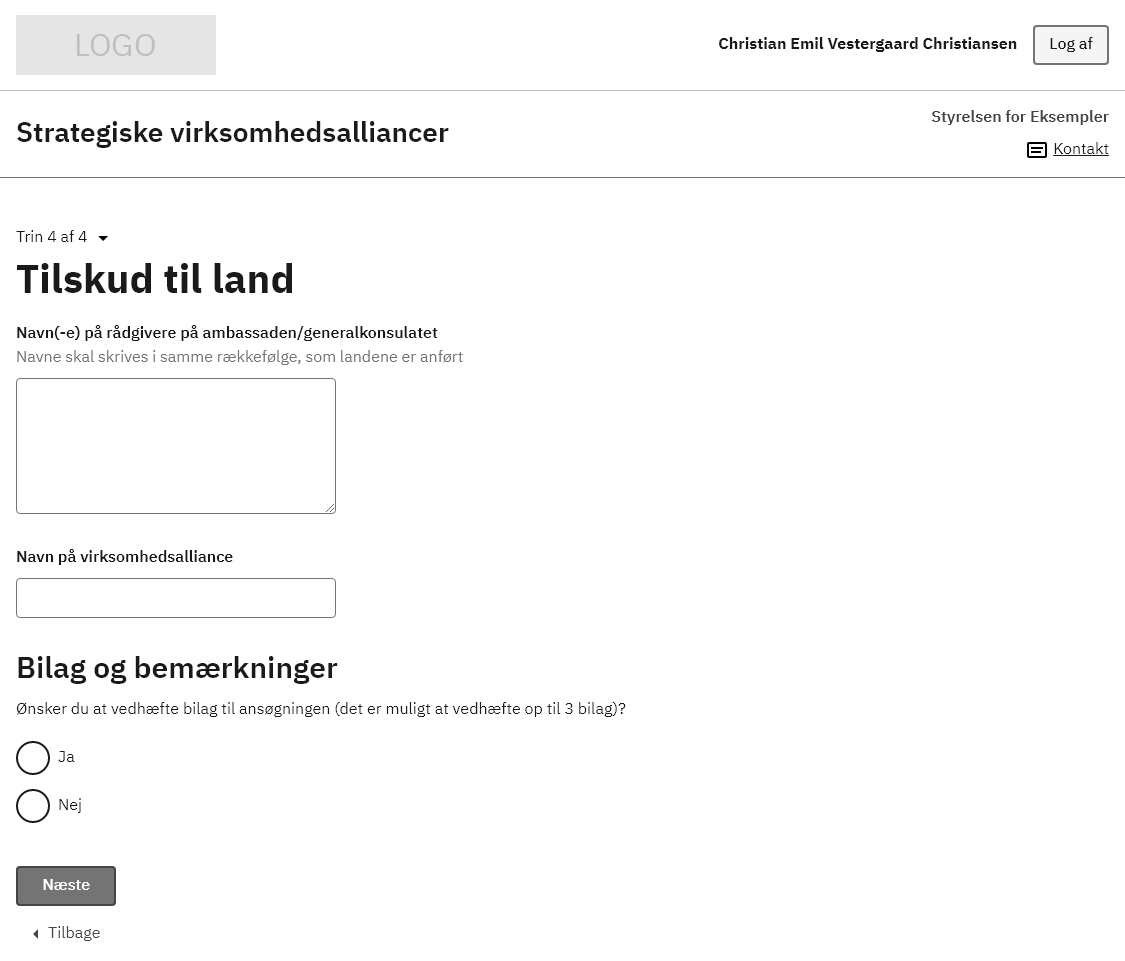 LOGO
Christian Emil Vestergaard Christiansen
Log af
Strategiske virksomhedsalliancer
Styrelsen for Eksempler
Kontakt
Trin 4 af 4
Tilskud til land
Navn(-e) på rådgivere på ambassaden/generalkonsulatet
Navne skal skrives i samme rækkefølge, som landene er anført
Navn på virksomhedsalliance
Bilag og bemærkninger
Ønsker du at vedhæfte bilag til ansøgningen (det er muligt at vedhæfte op til 3 bilag)?
Ja
Nej
Næste
Tilbage